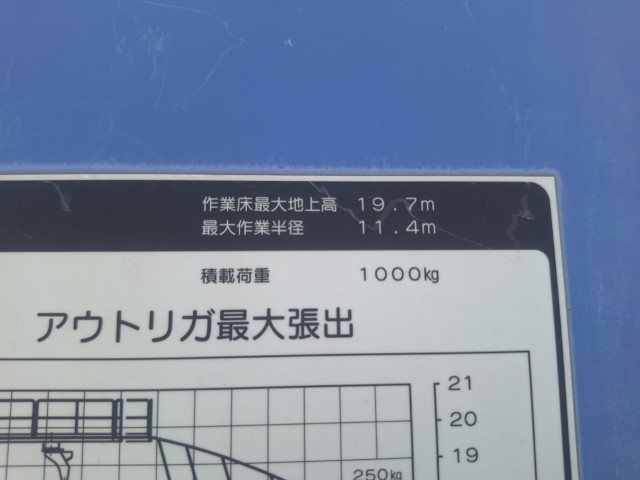 作業床最大地上高 19.7m
最大作業半径 11.4m
積載荷重 1000kg
アウトリガ最大張出
21
20
19
250kg